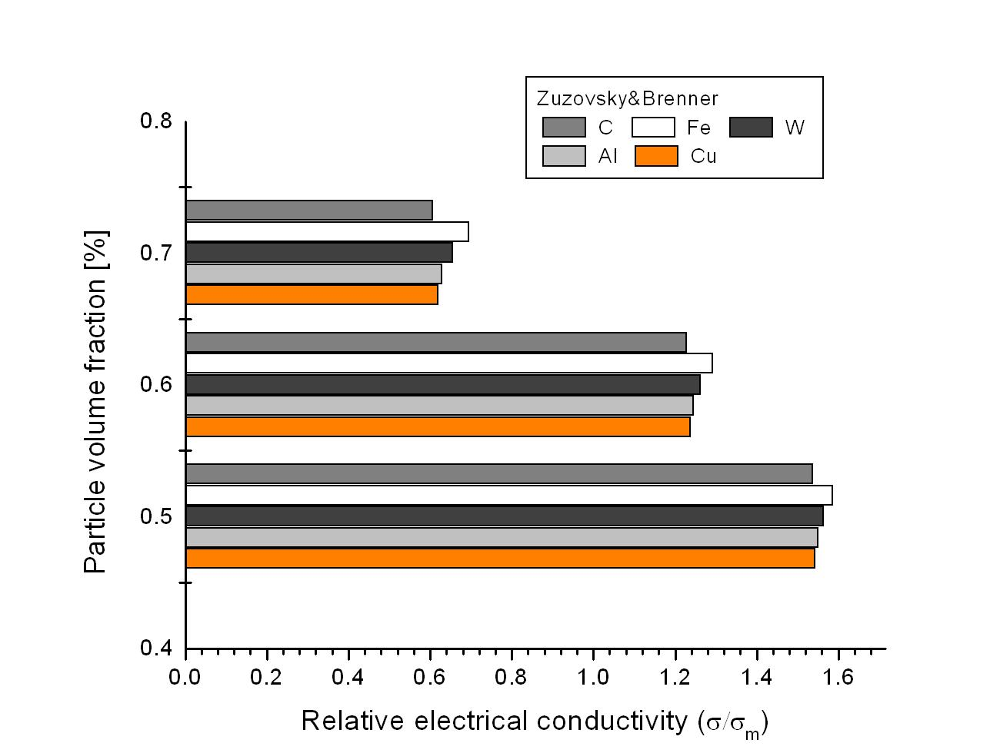 Zuzovsky&Brenner
C Fe W
Al Cu
0.8
0.7
0.6
0.5
0.4
Particle volume fraction [%]
0.0 0.2 0.4 0.6 0.8 1.0 1.2 1.4 1.6
Relative electrical conductivity (σ/σm)